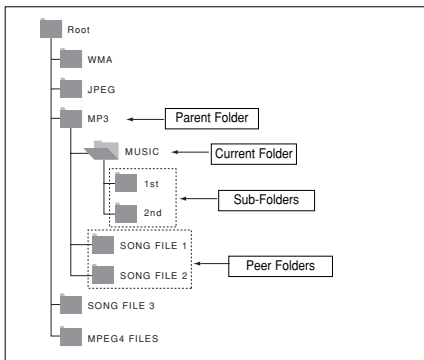 Root
WMA
JPEG
MP3
Parent Folder
MUSIC
Current Folder
1st
2nd
Sub-Folders
SONG FILE 1
SONG FILE 2
Peer Folders
SONG FILE 3
MPEG4 FILES